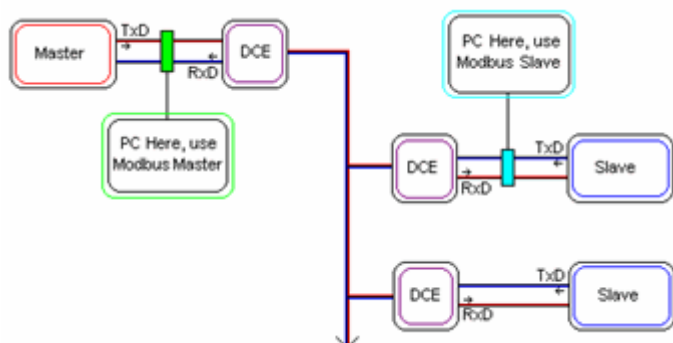 TxD
Master
DCE
RxD
PC Here, use
Modbus Master
PC Here, use
Modbus Slave
DCE
TxD
Slave
RxD
DCE
TxD
Slave
RxD